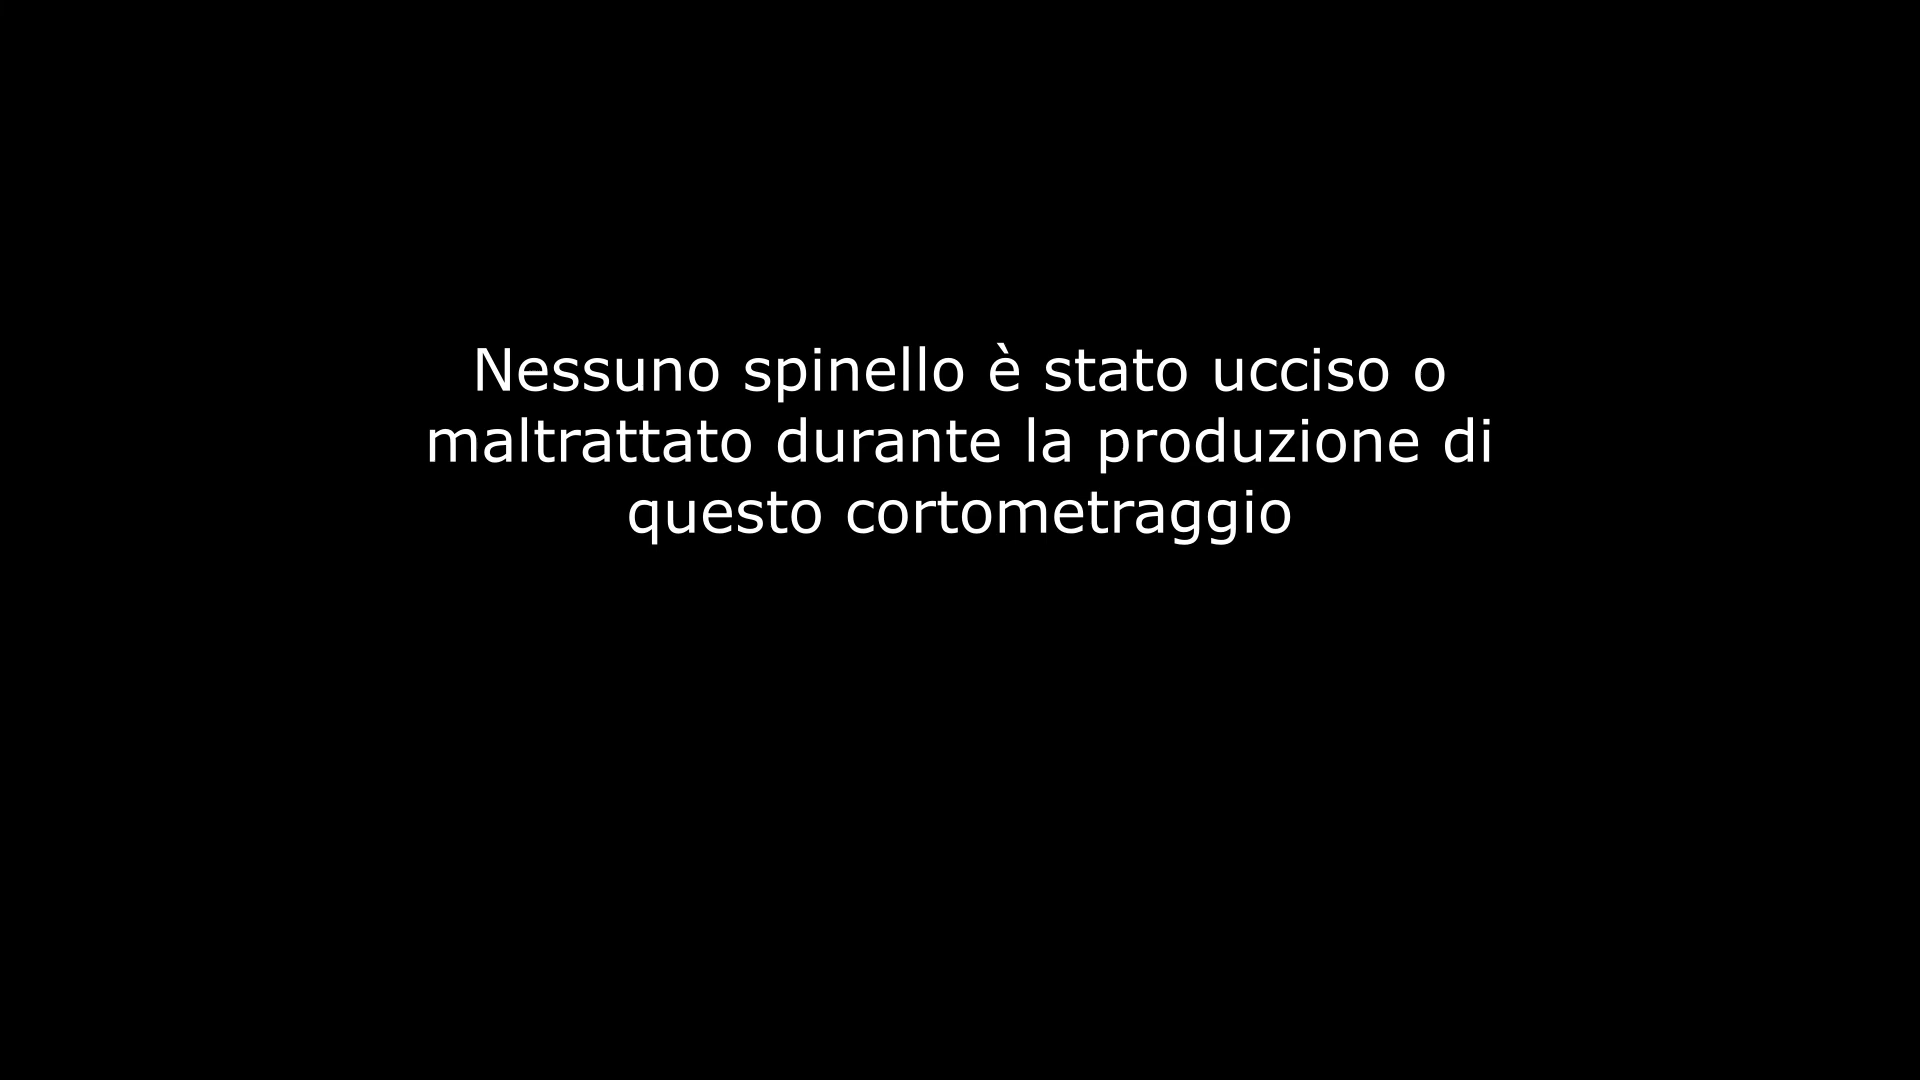 Nessuno spinello è stato ucciso o
maltrattato durante la produzione di
questo cortometraggio